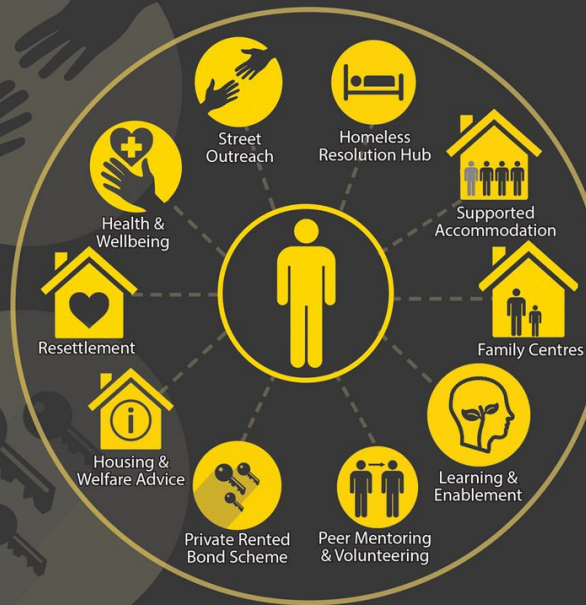 Street
Outreach
Homeless
Resolution Hub
Health &
Wellbeing
Supported
Accommodation
Resettlement
Family Centres
Housing &
Welfare Advice
Learning &
Enablement
Private Rented
Bond Scheme
Peer Mentoring
& Volunteering